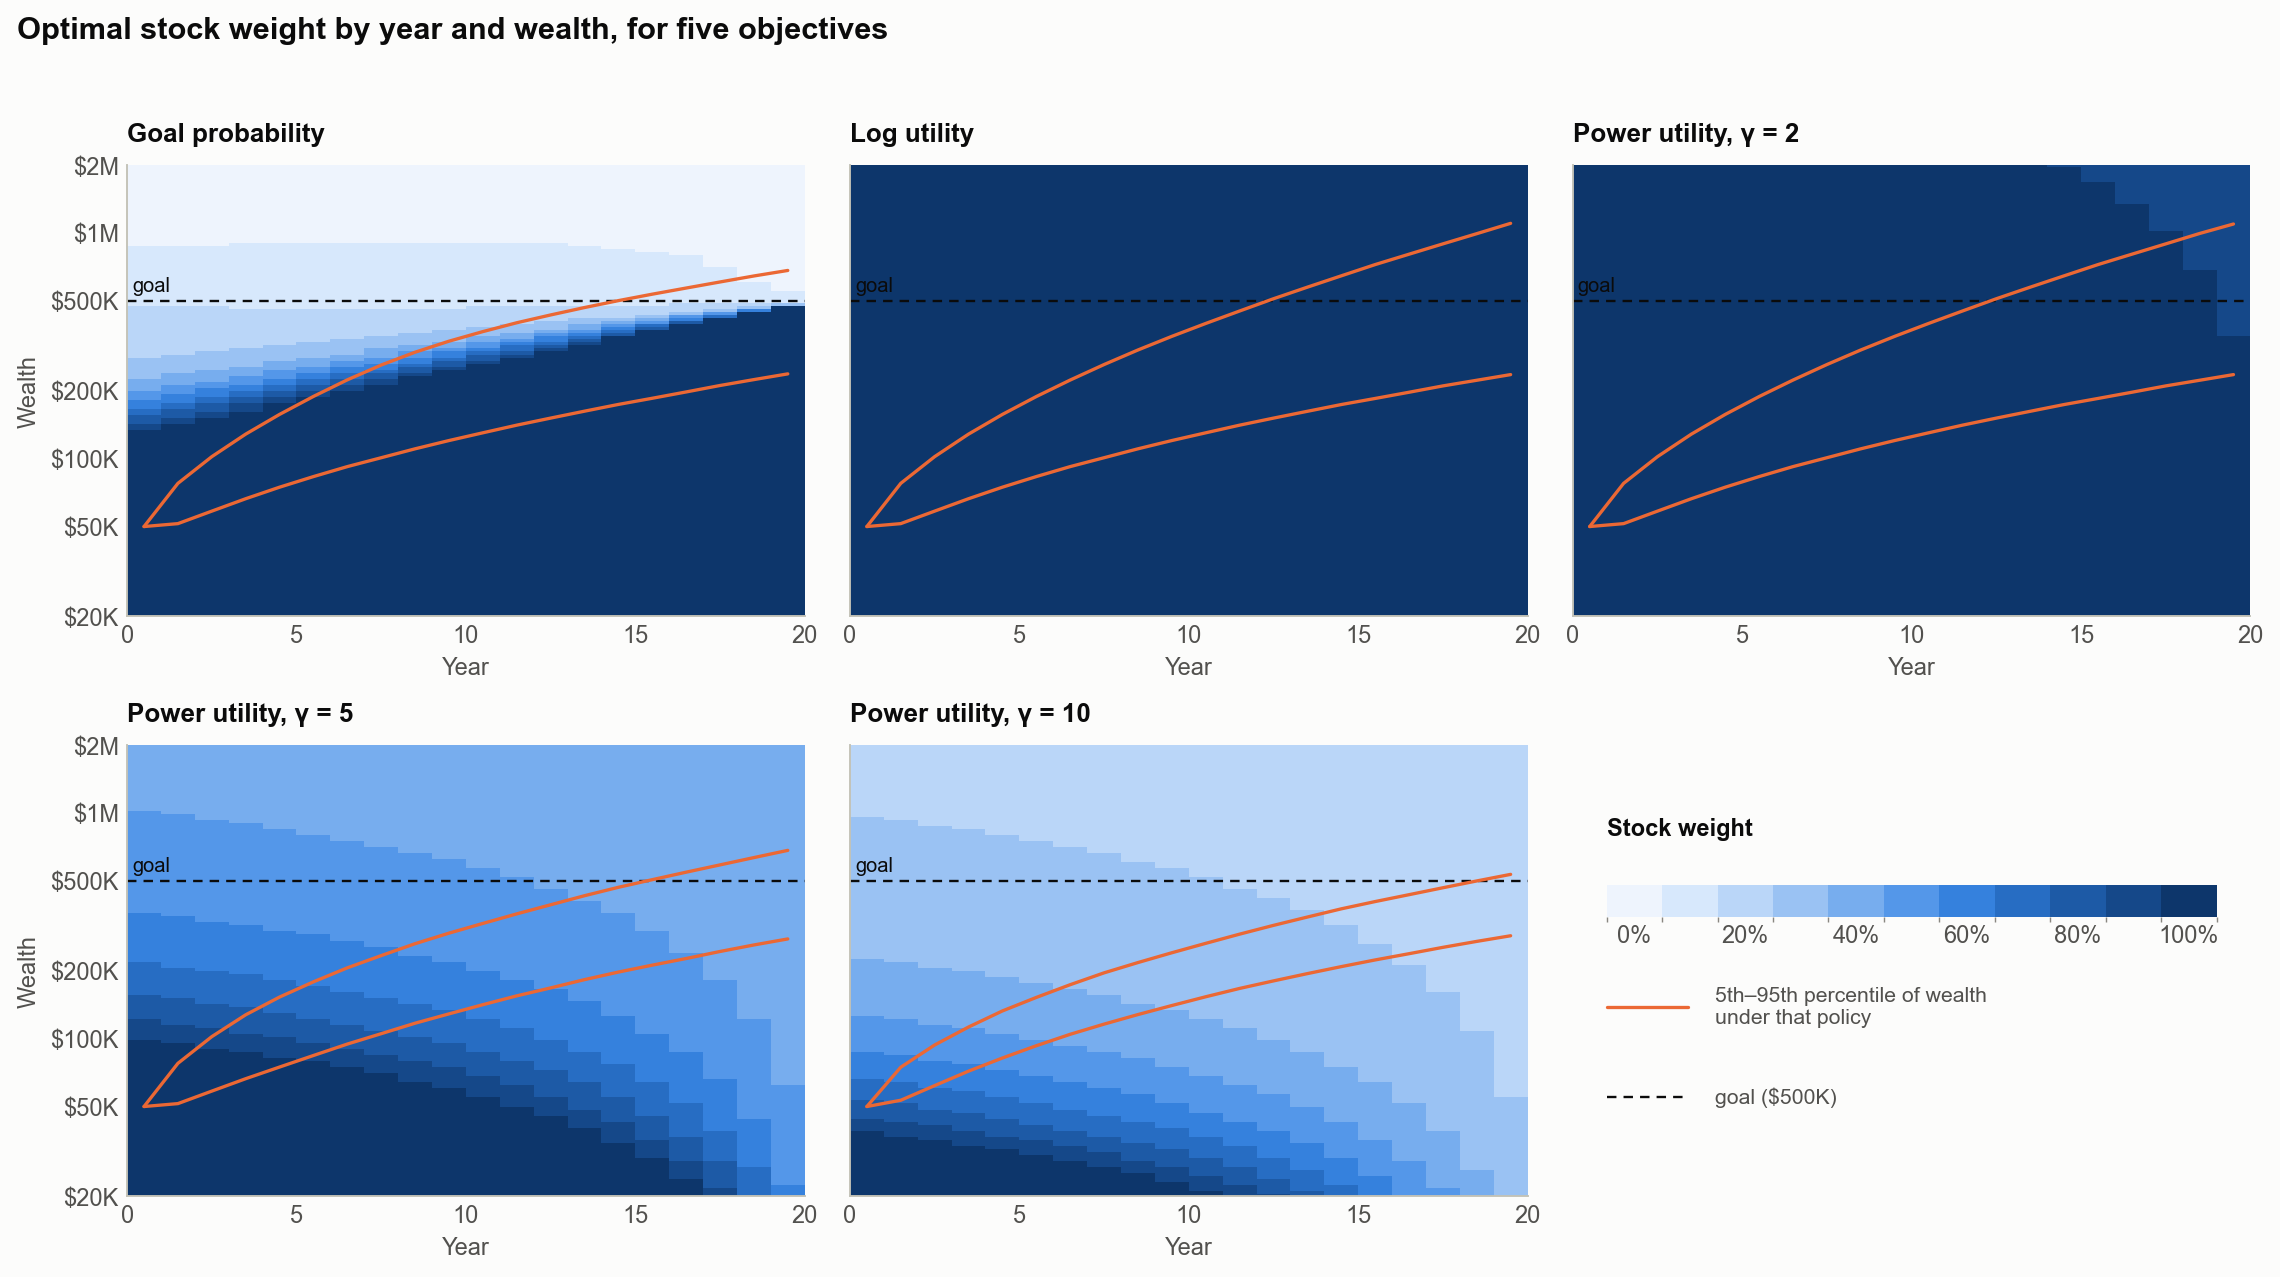 Optimal stock weight by year and wealth, for five objectives
Goal probability
Log utility
Power utility, γ = 2
$2M
$1M
$500K
$200K
$100K
$50K
$20K
Wealth
goal
goal
goal
0 5 10 15 20
0 5 10 15 20
0 5 10 15 20
Year
Year
Year
Power utility, γ = 5
Power utility, γ = 10
$2M
$1M
$500K
$200K
$100K
$50K
$20K
Wealth
goal
goal
0 5 10 15 20
0 5 10 15 20
Year
Year
Stock weight
0% 20% 40% 60% 80% 100%
5th–95th percentile of wealth
under that policy
goal ($500K)